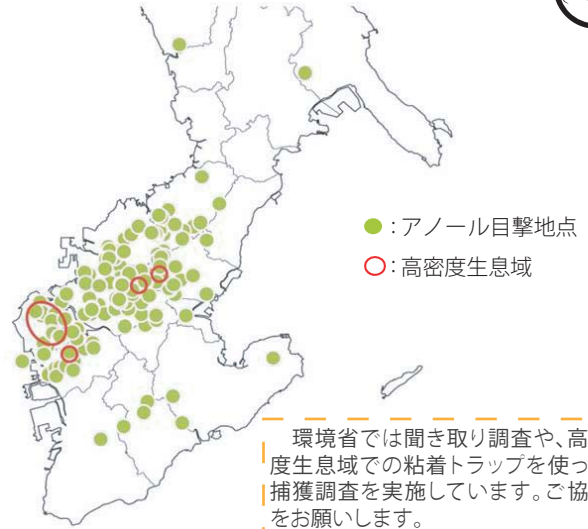 ：アノール目撃地点
：高密度生息域
環境省では聞き取り調査や、高
度生息域での粘着トラップを使っ
捕獲調査を実施しています。ご協
をお願いします。